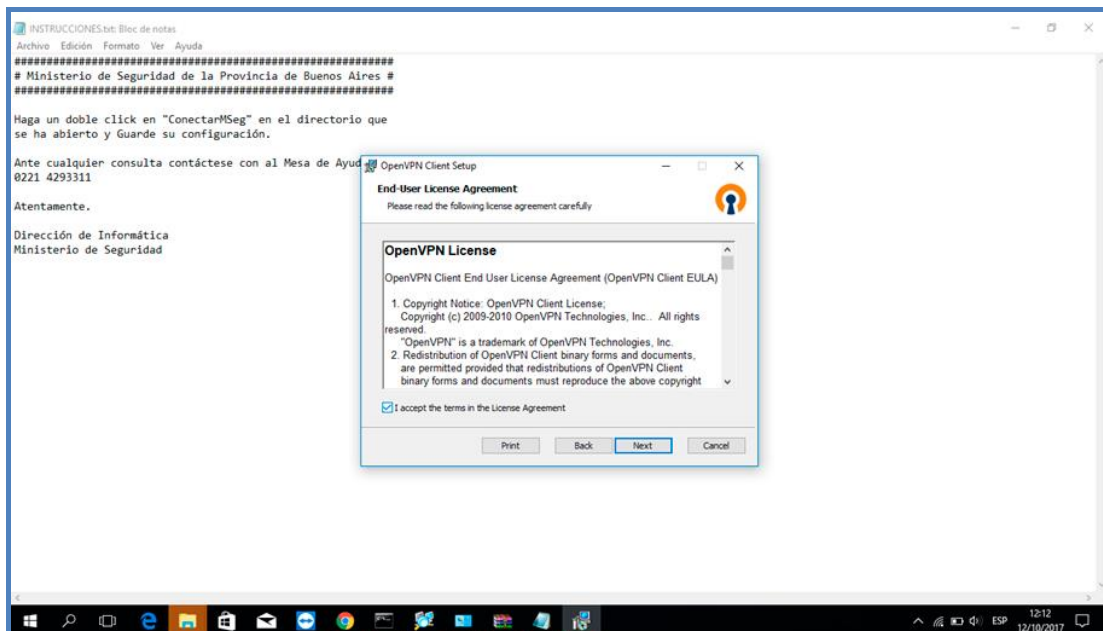 INSTRUCCIONES.txt: Bloc de notas
Archivo Edición Formato Ver Ayuda
###########################################################
# Ministerio de Seguridad de la Provincia de Buenos Aires #
###########################################################
Haga un doble click en "ConectarMSeg" en el directorio que
se ha abierto y Guarde su configuración.
Ante cualquier consulta contáctese con al Mesa de Ayud
0221 4293311
Atentamente.
Dirección de Informática
Ministerio de Seguridad
OpenVPN Client Setup
End-User License Agreement
Please read the following license agreement carefully
OpenVPN License
OpenVPN Client End User License Agreement (OpenVPN Client EULA)
1. Copyright Notice: OpenVPN Client License;
Copyright (c) 2009-2010 OpenVPN Technologies, Inc.. All rights
reserved.
"OpenVPN" is a trademark of OpenVPN Technologies, Inc.
2. Redistribution of OpenVPN Client binary forms and documents,
are permitted provided that redistributions of OpenVPN Client
binary forms and documents must reproduce the above copyright
I accept the terms in the License Agreement
Print Back Next Cancel
ESP
12:12
12/10/2017